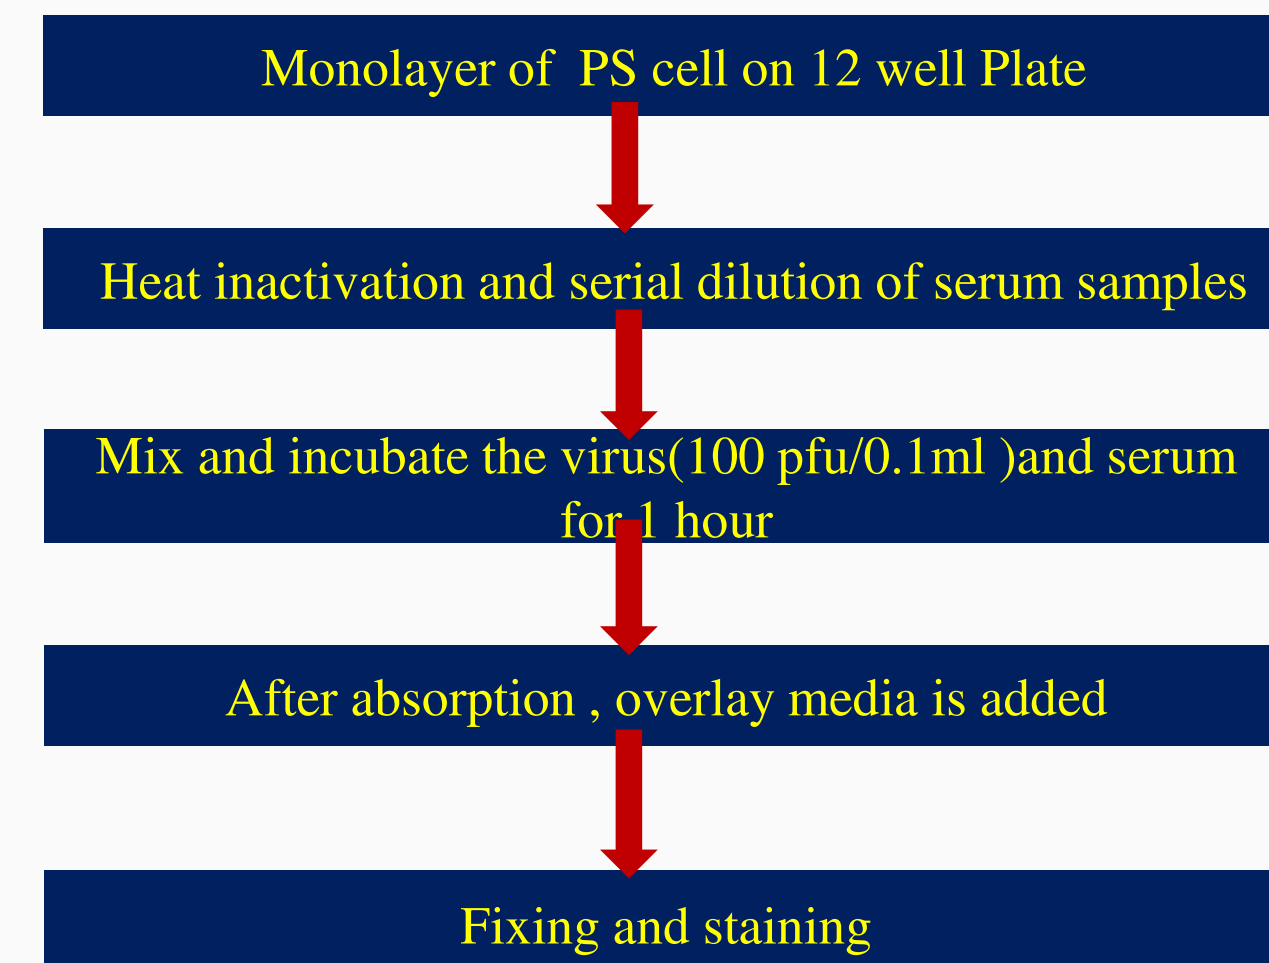 Monolayer of PS cell on 12 well Plate
Heat inactivation and serial dilution of serum samples
Mix and incubate the virus(100 pfu/0.1ml )and serum
for 1 hour
After absorption , overlay media is added
Fixing and staining